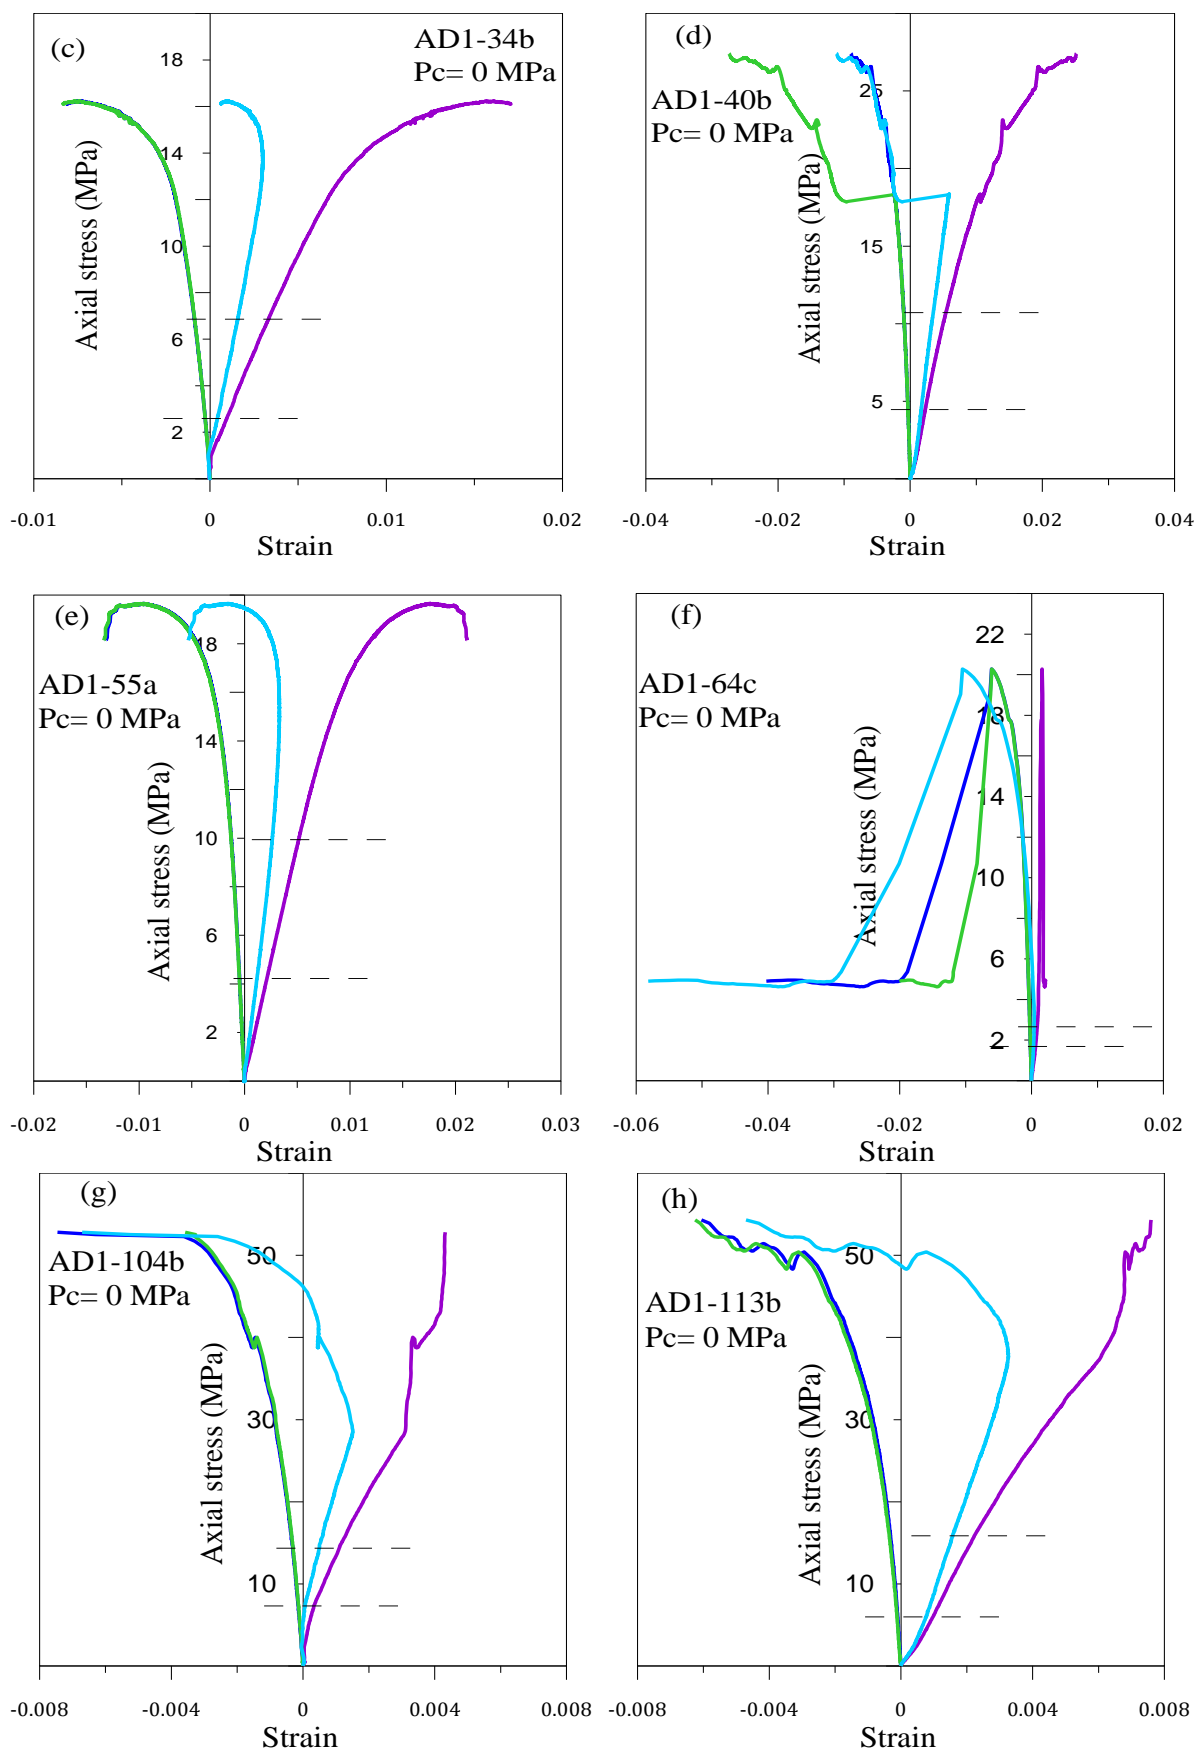 (c)
AD1-34b
Pc= 0 MPa
18
14
10
6
2
Axial stress (MPa)
-0.01
0
0.01
0.02
Strain
(d)
AD1-40b
Pc= 0 MPa
25
15
5
Axial stress (MPa)
-0.04
-0.02
0
0.02
0.04
Strain
(e)
AD1-55a
Pc= 0 MPa
18
14
10
6
2
Axial stress (MPa)
-0.02
-0.01
0
0.01
0.02
0.03
Strain
(f)
AD1-64c
Pc= 0 MPa
22
18
14
10
6
2
Axial stress (MPa)
-0.06
-0.04
-0.02
0
0.02
Strain
(g)
AD1-104b
Pc= 0 MPa
50
30
10
Axial stress (MPa)
-0.008
-0.004
0
0.004
0.008
Strain
(h)
AD1-113b
Pc= 0 MPa
50
30
10
Axial stress (MPa)
-0.008
-0.004
0
0.004
0.008
Strain